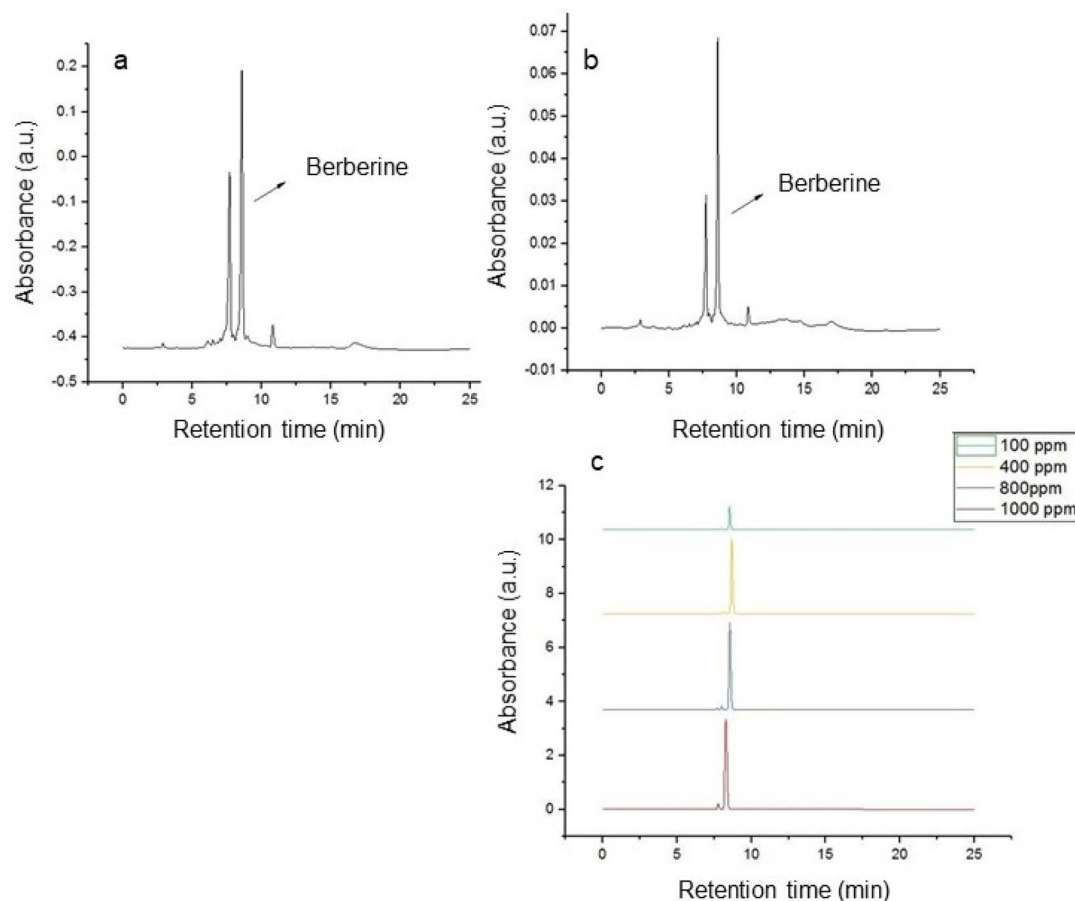 a
0.2
0.1
0.0
-0.1
-0.2
-0.3
-0.4
-0.5
Absorbance (a.u.)
Berberine
0 5 10 15 20 25
Retention time (min)
b
0.07
0.06
0.05
0.04
0.03
0.02
0.01
0.00
-0.01
Absorbance (a.u.)
Berberine
0 5 10 15 20 25
Retention time (min)
c
100 ppm
400 ppm
800ppm
1000 ppm
12
10
8
6
4
2
0
Absorbance (a.u.)
0 5 10 15 20 25
Retention time (min)